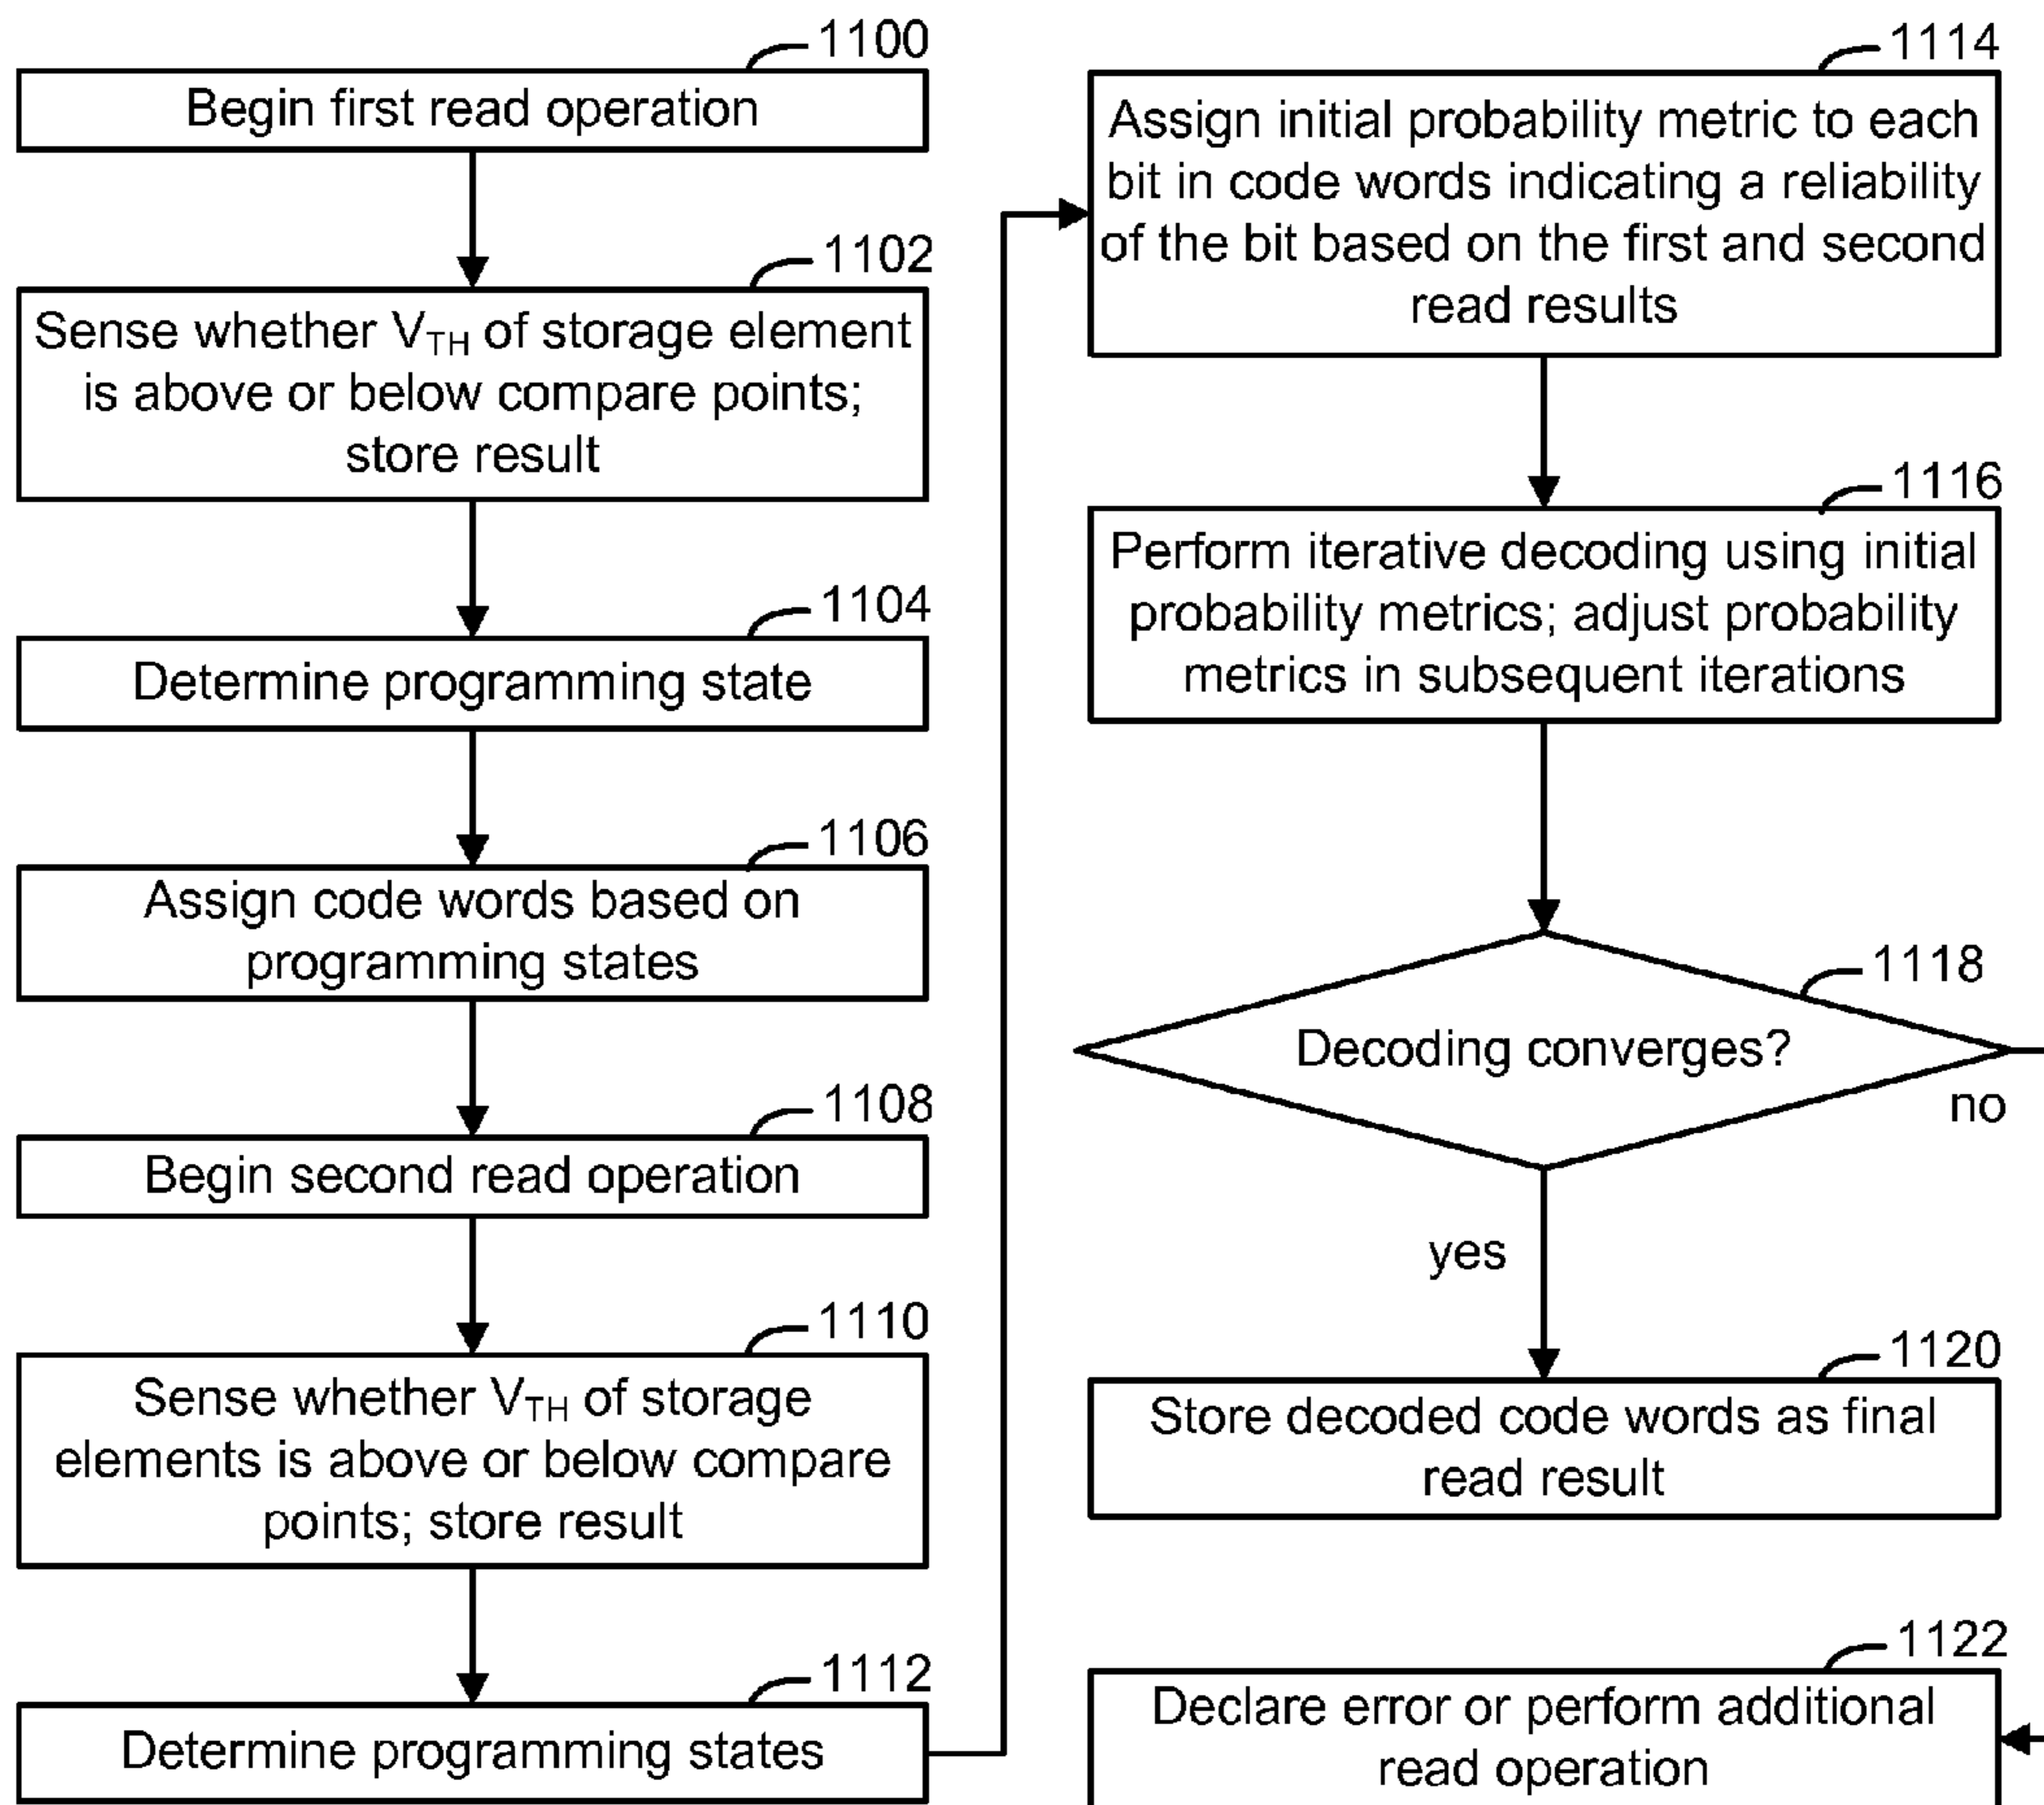 1100
Begin first read operation
1102
Sense whether VTH of storage element
is above or below compare points;
store result
1104
Determine programming state
1106
Assign code words based on
programming states
1108
Begin second read operation
1110
Sense whether VTH of storage
elements is above or below compare
points; store result
1112
Determine programming states
1114
Assign initial probability metric to each
bit in code words indicating a reliability
of the bit based on the first and second
read results
1116
Perform iterative decoding using initial
probability metrics; adjust probability
metrics in subsequent iterations
1118
Decoding converges?
no
yes
1120
Store decoded code words as final
read result
1122
Declare error or perform additional
read operation